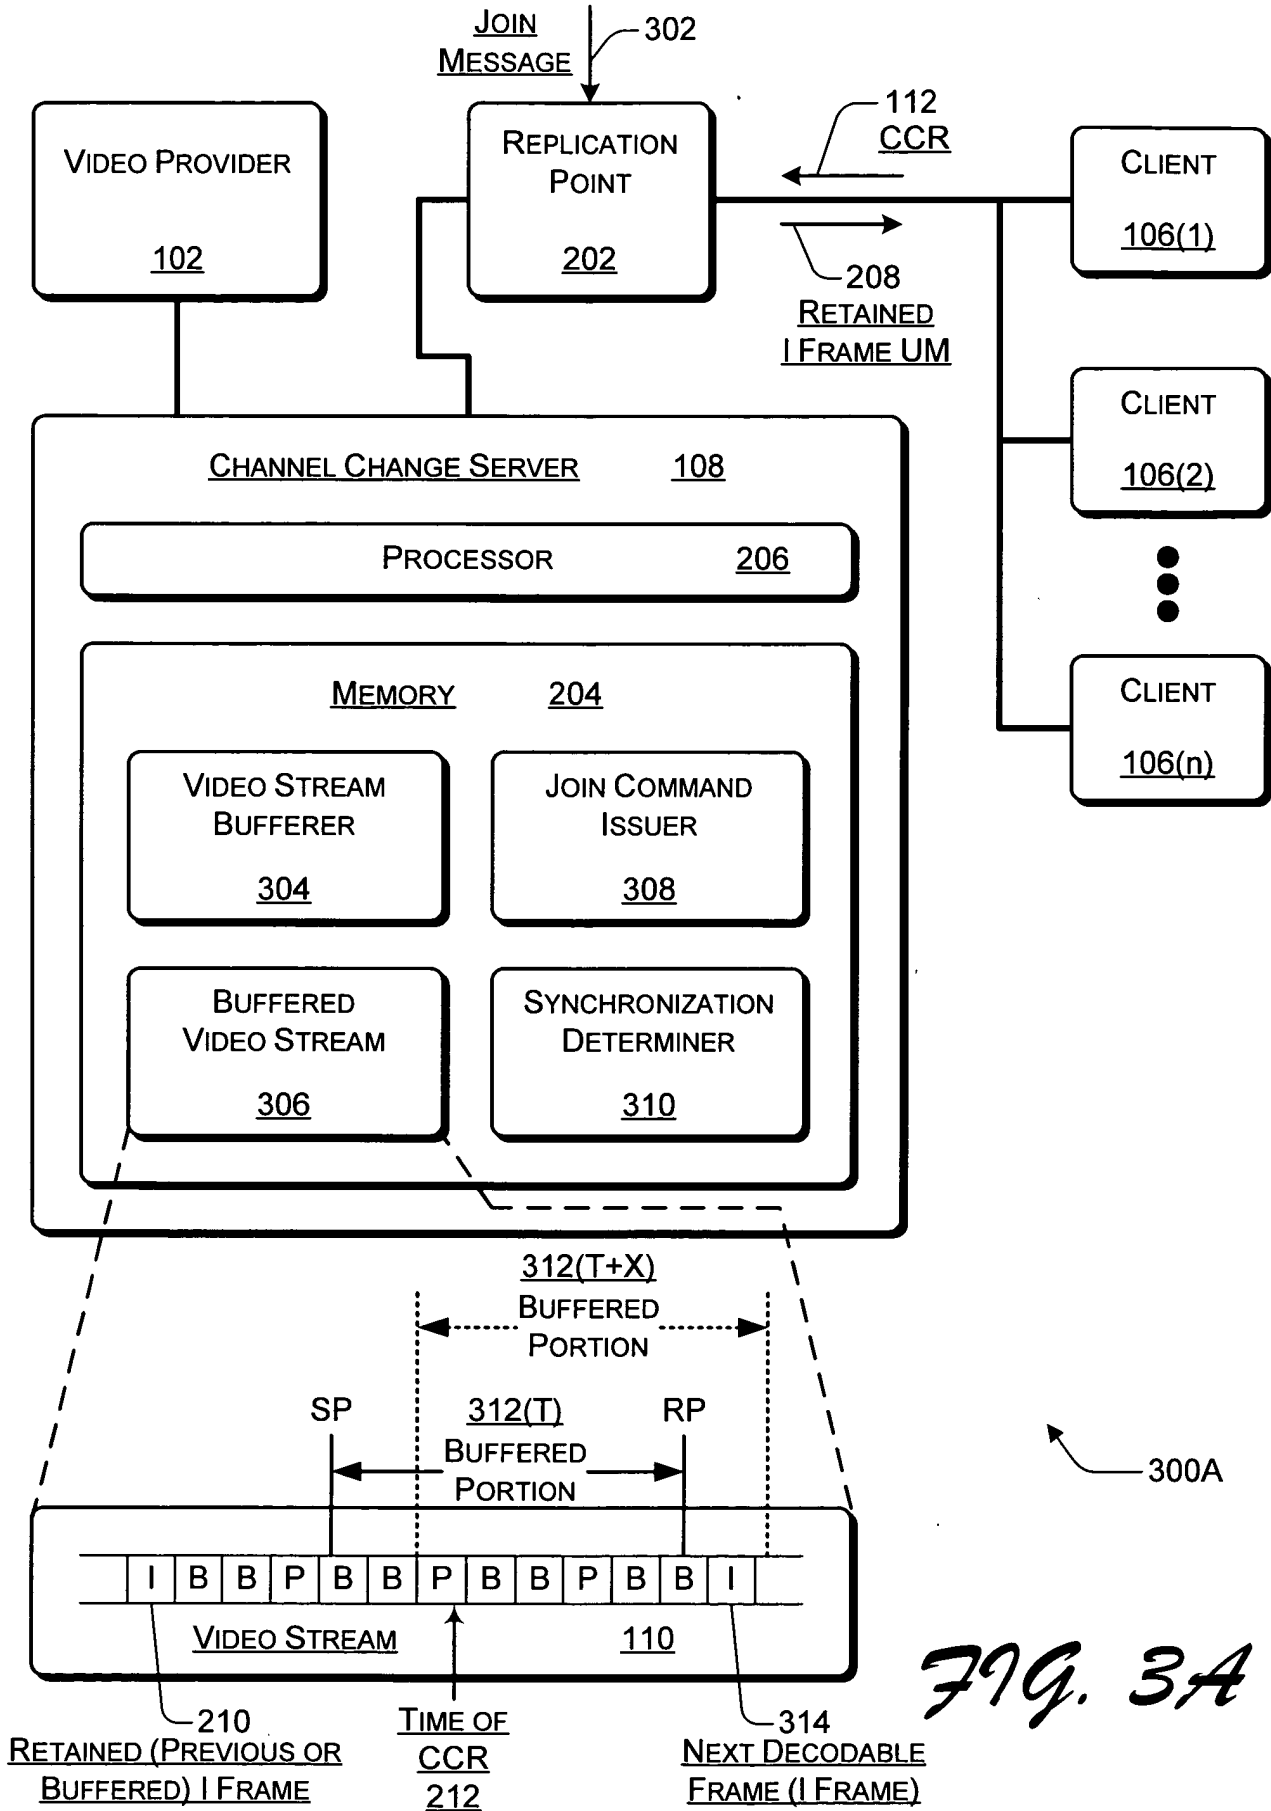 JOIN
MESSAGE
302
VIDEO PROVIDER
102
REPLICATION
POINT
202
112
CCR
208
RETAINED
I FRAME UM
CLIENT
106(1)
CLIENT
106(2)
CLIENT
106(n)
CHANNEL CHANGE SERVER 108
PROCESSOR 206
MEMORY 204
VIDEO STREAM
BUFFERER
304
JOIN COMMAND
ISSUER
308
BUFFERED
VIDEO STREAM
306
SYNCHRONIZATION
DETERMINER
310
312(T+X)
BUFFERED
PORTION
SP
312(T)
BUFFERED
PORTION
RP
300A
I B B P B B P B B P B B I
VIDEO STREAM 110
210
RETAINED (PREVIOUS OR
BUFFERED) I FRAME
TIME OF
CCR
212
314
NEXT DECODABLE
FRAME (I FRAME)
FIG. 3A